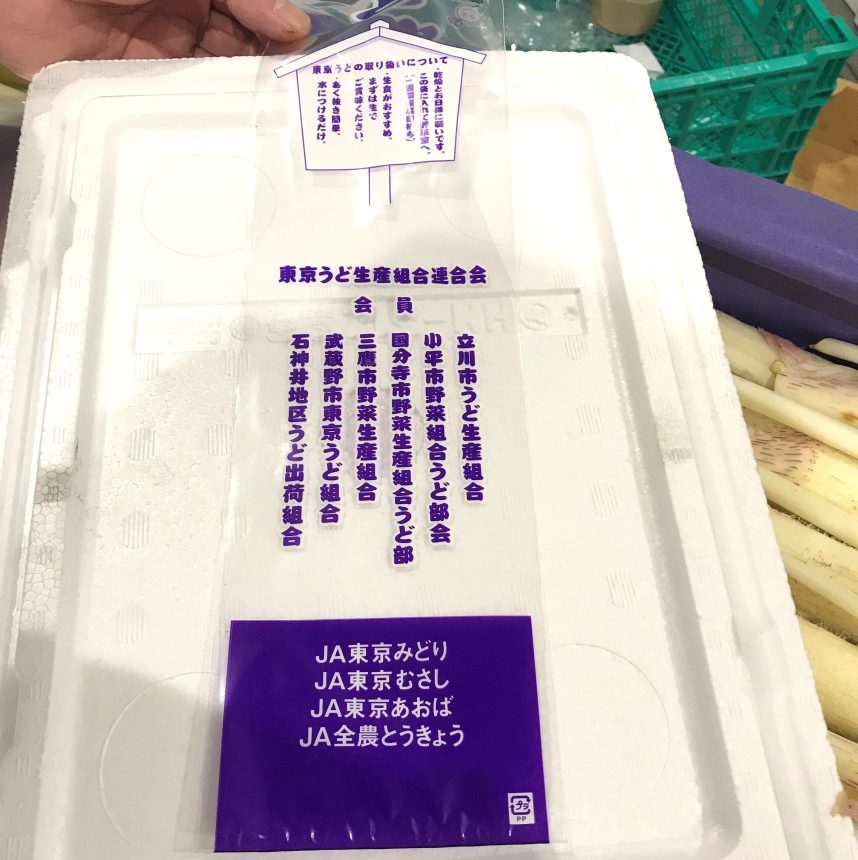 東京うどの取り扱いについて
・乾燥とお日様に弱いです。
この袋に入れて野菜室へ。
・生食がおすすめ。
まずは生で
ご賞味ください。
・あく抜き簡単。
水につけるだけ。
東京うど生産組合連合会
会員
立川市うど生産組合
小平市野菜組合うど部会
国分寺市野菜生産組合うど部
三鷹市野菜生産組合
武蔵野市東京うど組合
石神井地区うど出荷組合
JA東京みどり
JA東京むさし
JA東京あおば
JA全農とうきょう
プラ
PP